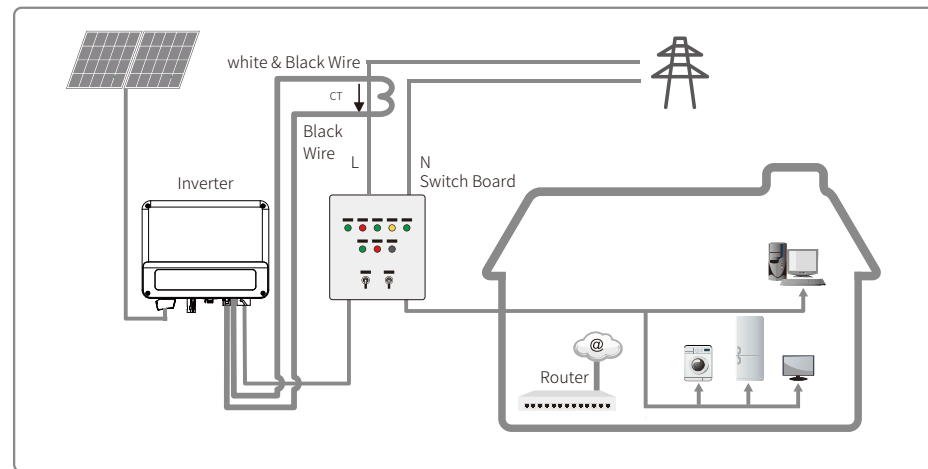 white & Black Wire
CT
Black
Wire
L
N
Switch Board
Inverter
@
Router